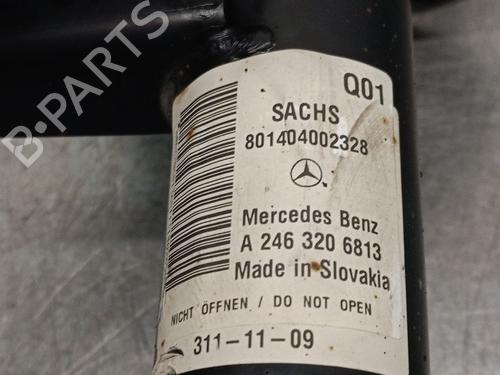 Q01
SACHS
801404002328
Mercedes Benz
A 246 320 6813
Made in Slovakia
NICHT ÖFFNEN / DO NOT OPEN
311-11-09
B-PARTS